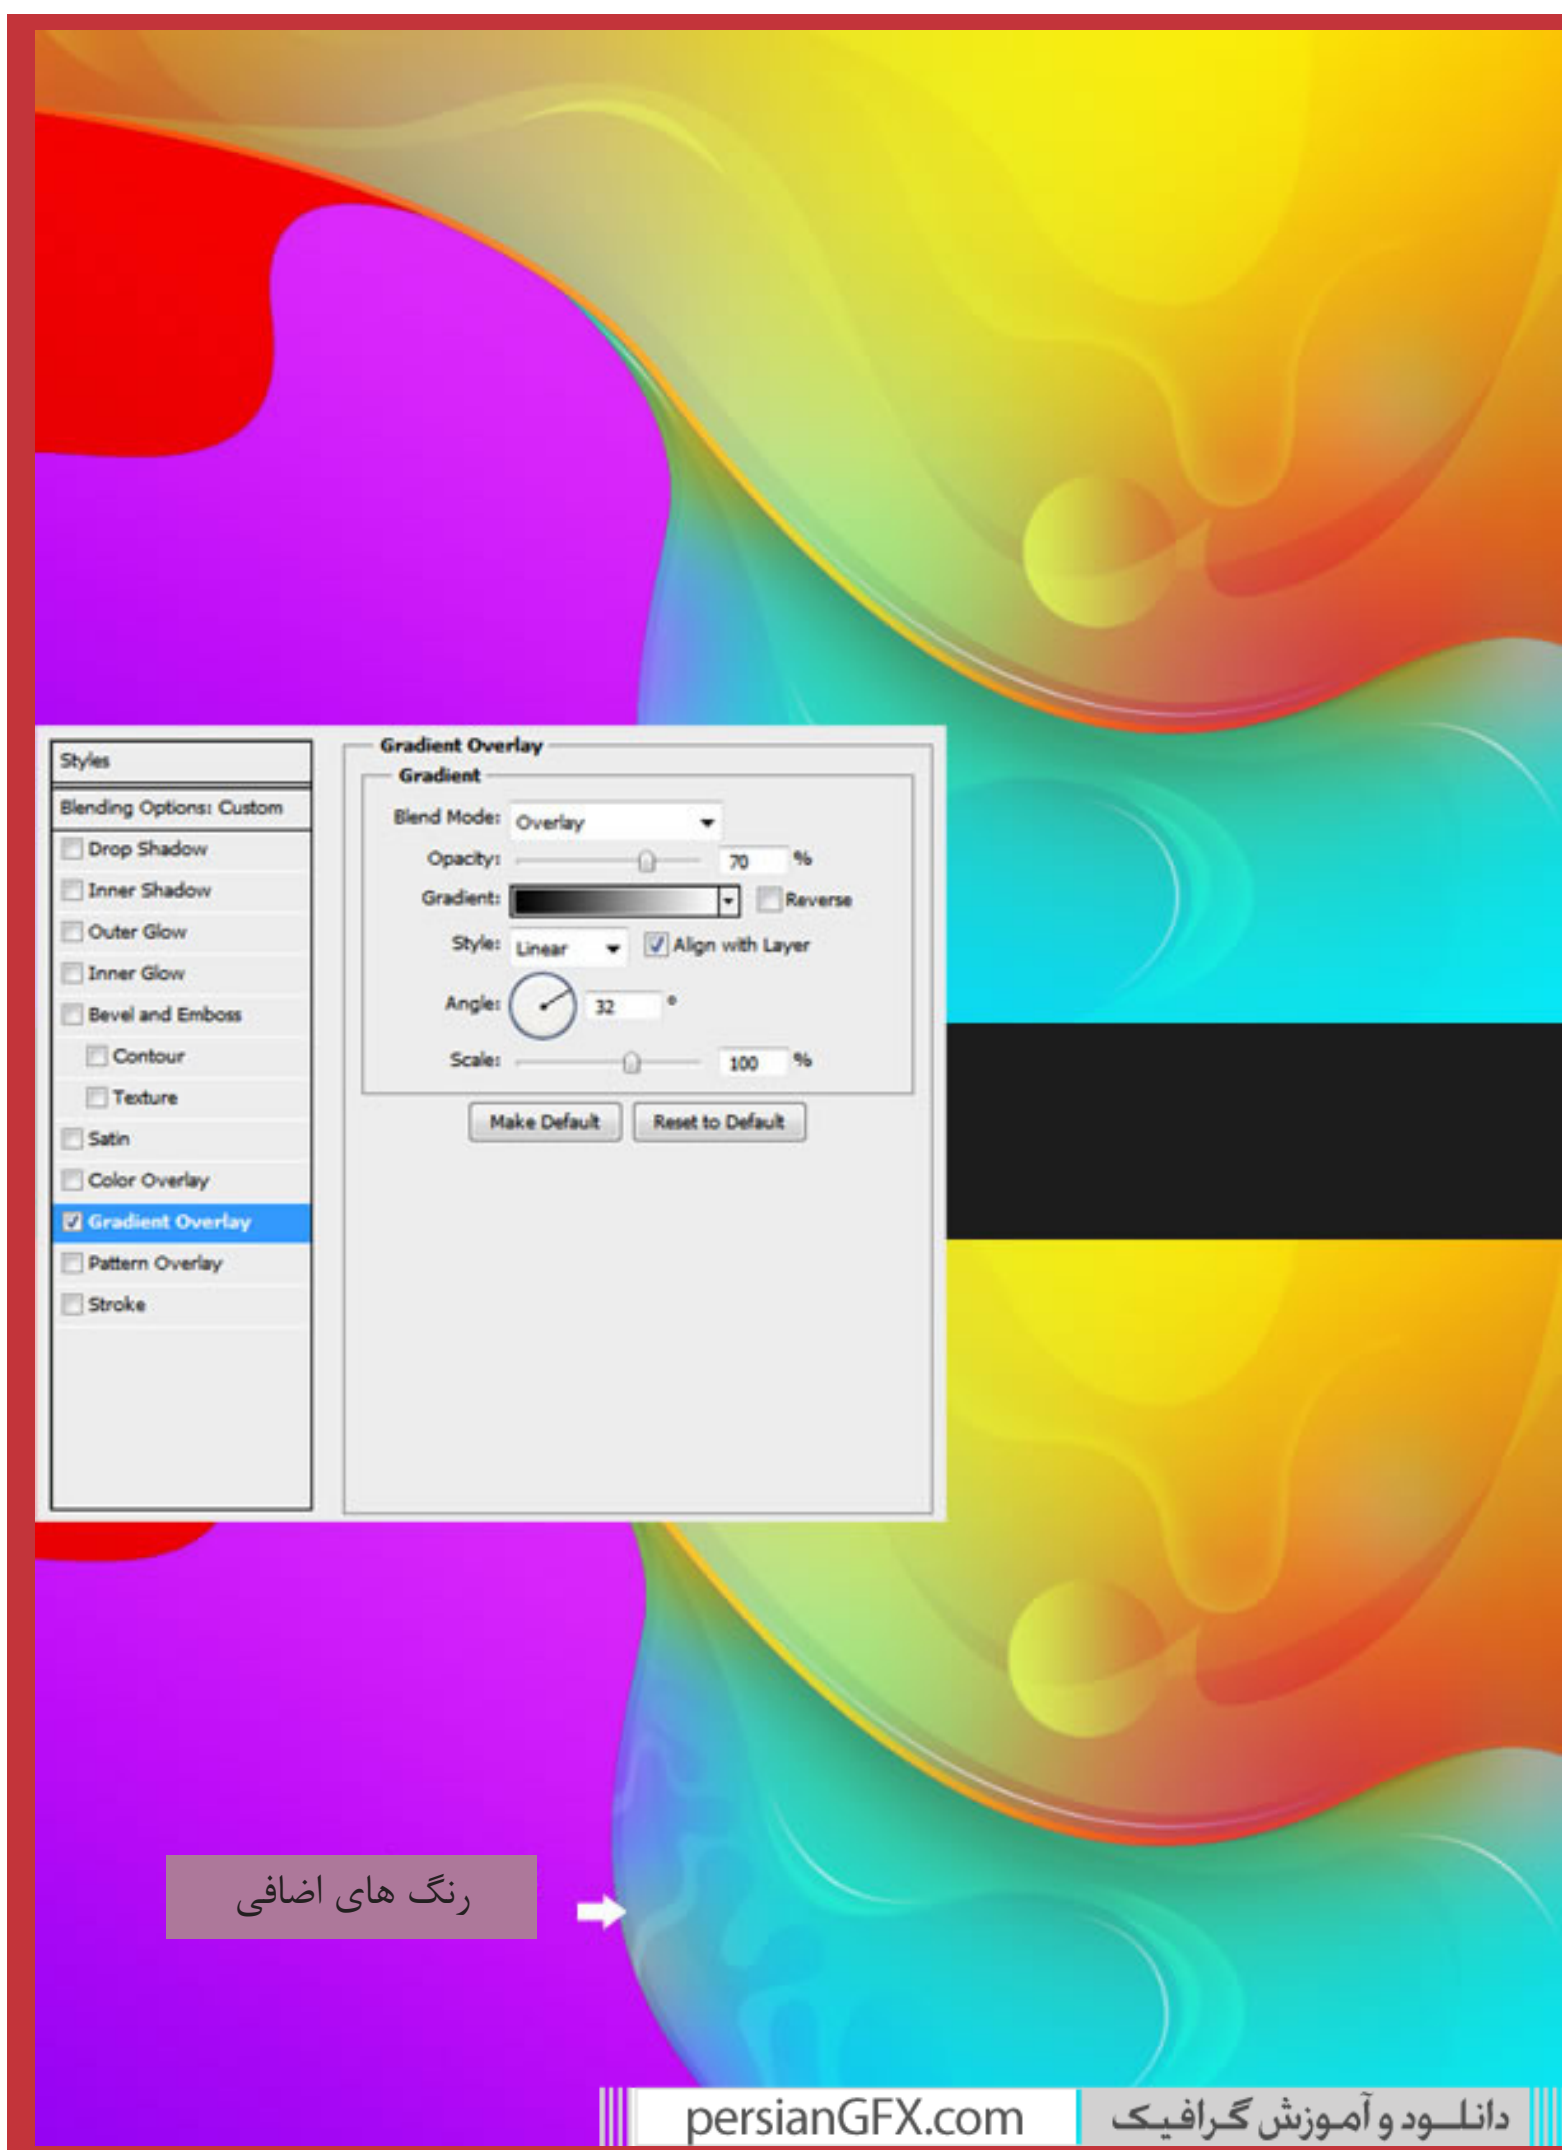 Styles
Blending Options: Custom
Drop Shadow
Inner Shadow
Outer Glow
Inner Glow
Bevel and Emboss
Contour
Texture
Satin
Color Overlay
Gradient Overlay
Pattern Overlay
Stroke
Gradient Overlay
Gradient
Blend Mode: Overlay
Opacity: 70 %
Gradient: Reverse
Style: Linear Align with Layer
Angle: 32 °
Scale: 100 %
Make Default Reset to Default
رنگ های اضافی
persianGFX.com دانلــود و آمـوزش گـرافیـک